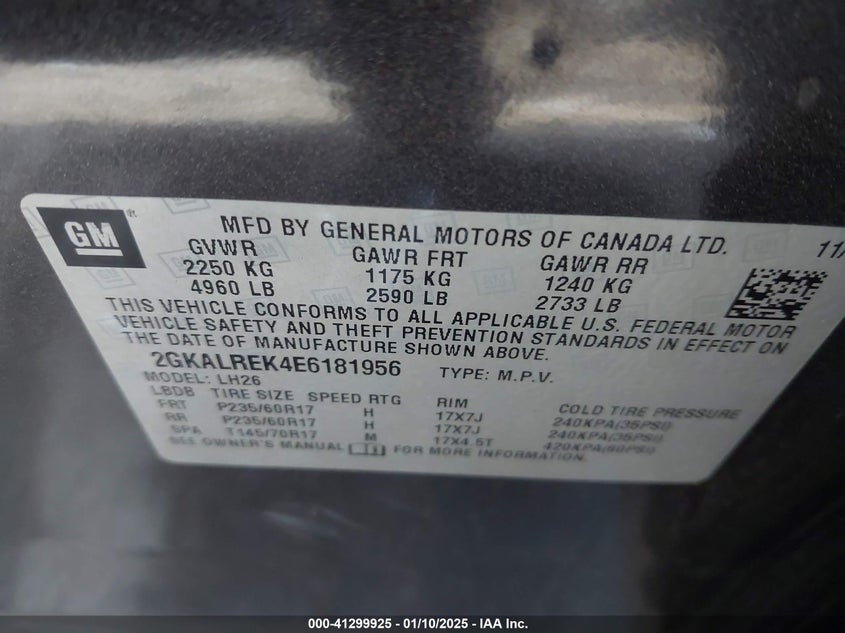 GM®
MFD BY GENERAL MOTORS OF CANADA LTD.
GVWR GAWR FRT GAWR RR 11/
2250 KG 1175 KG 1240 KG
4960 LB 2590 LB 2733 LB
THIS VEHICLE CONFORMS TO ALL APPLICABLE U.S. FEDERAL MOTOR
VEHICLE SAFETY AND THEFT PREVENTION STANDARDS IN EFFECT ON
THE DATE OF MANUFACTURE SHOWN ABOVE.
2GKALREK4E6181956 TYPE: M.P.V.
MODEL: LH26
LBDB TIRE SIZE SPEED RTG RIM COLD TIRE PRESSURE
FRT P235/60R17 H 17X7J 240KPA(35PSI)
RR P235/60R17 H 17X7J 240KPA(35PSI)
SPA T145/70R17 M 17X4.5T 420KPA(60PSI)
SEE OWNER'S MANUAL FOR MORE INFORMATION.
000-41299925 - 01/10/2025 - IAA Inc.